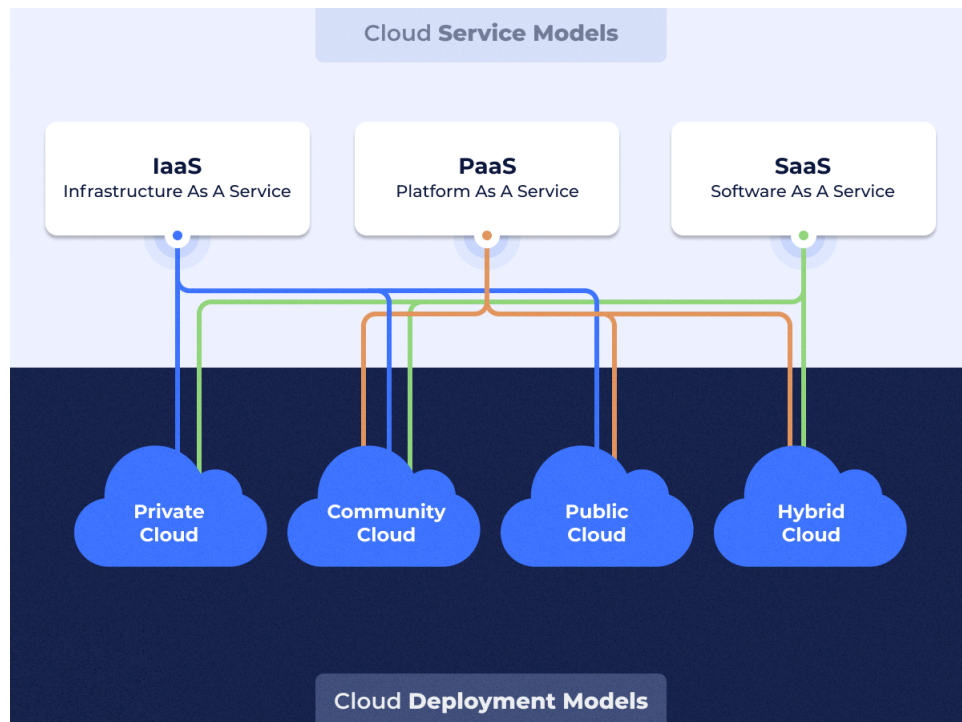 Cloud Service Models
IaaS
Infrastructure As A Service
PaaS
Platform As A Service
SaaS
Software As A Service
Private
Cloud
Community
Cloud
Public
Cloud
Hybrid
Cloud
Cloud Deployment Models